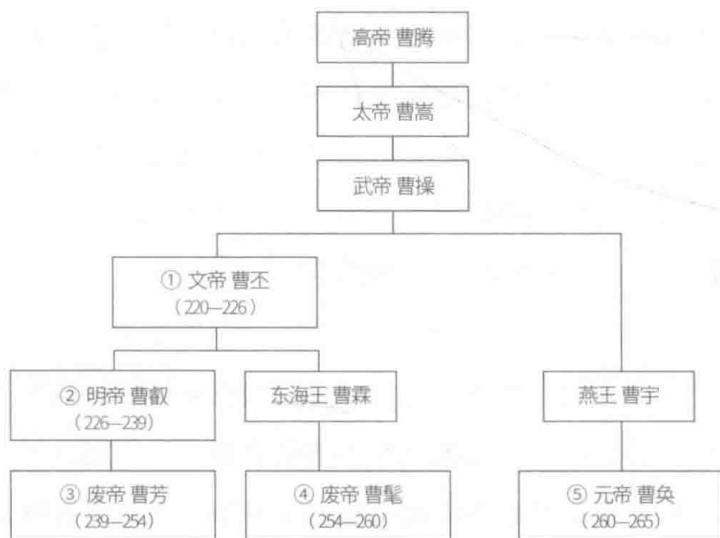 高帝 曹腾
太帝 曹嵩
武帝 曹操
① 文帝 曹丕
（220—226）
② 明帝 曹叡
（226—239）
东海王 曹霖
燕王 曹宇
③ 废帝 曹芳
（239—254）
④ 废帝 曹髦
（254—260）
⑤ 元帝 曹奂
（260—265）